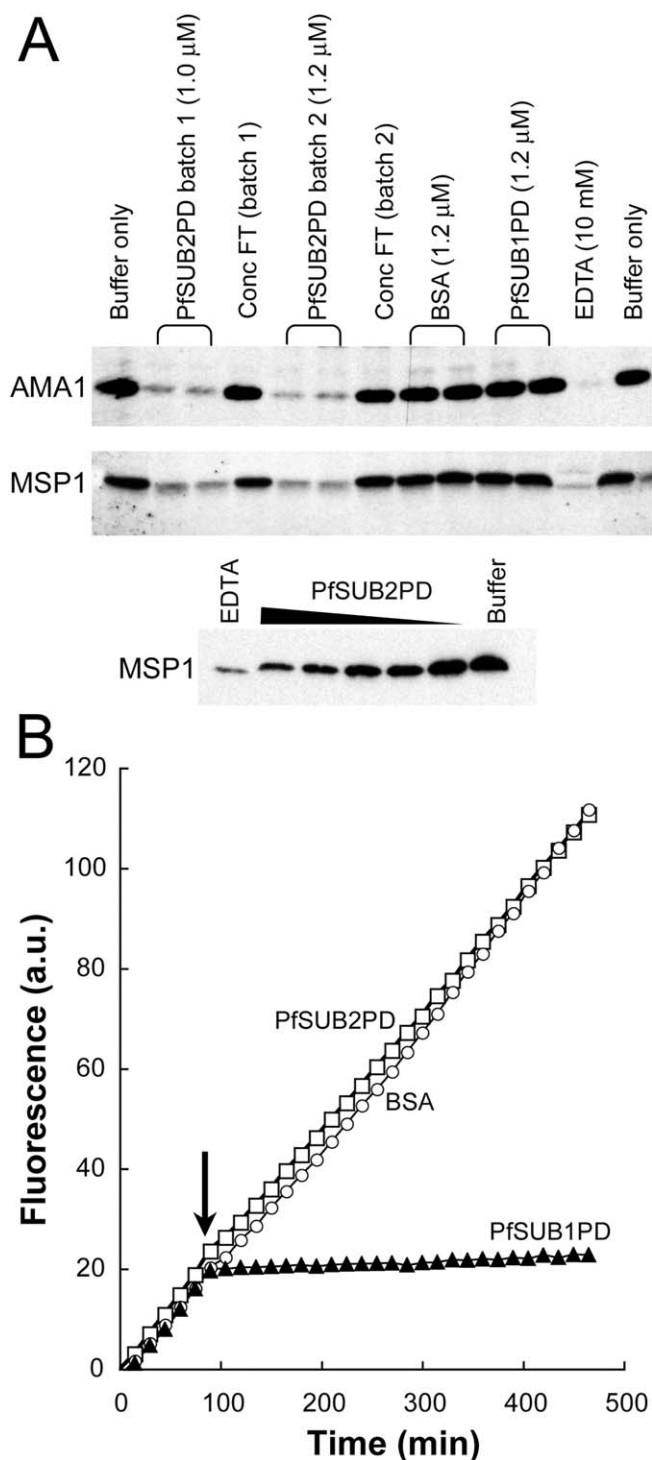 A
Buffer only
PfSUB2PD batch 1 (1.0 μM)
Conc FT (batch 1)
PfSUB2PD batch 2 (1.2 μM)
Conc FT (batch 2)
BSA (1.2 μM)
PfSUB1PD (1.2 μM)
EDTA (10 mM)
Buffer only
AMA1
MSP1
EDTA
PfSUB2PD
Buffer
MSP1
B
120
100
80
60
40
20
0
Fluorescence (a.u.)
PfSUB2PD
BSA
PfSUB1PD
0 100 200 300 400 500
Time (min)